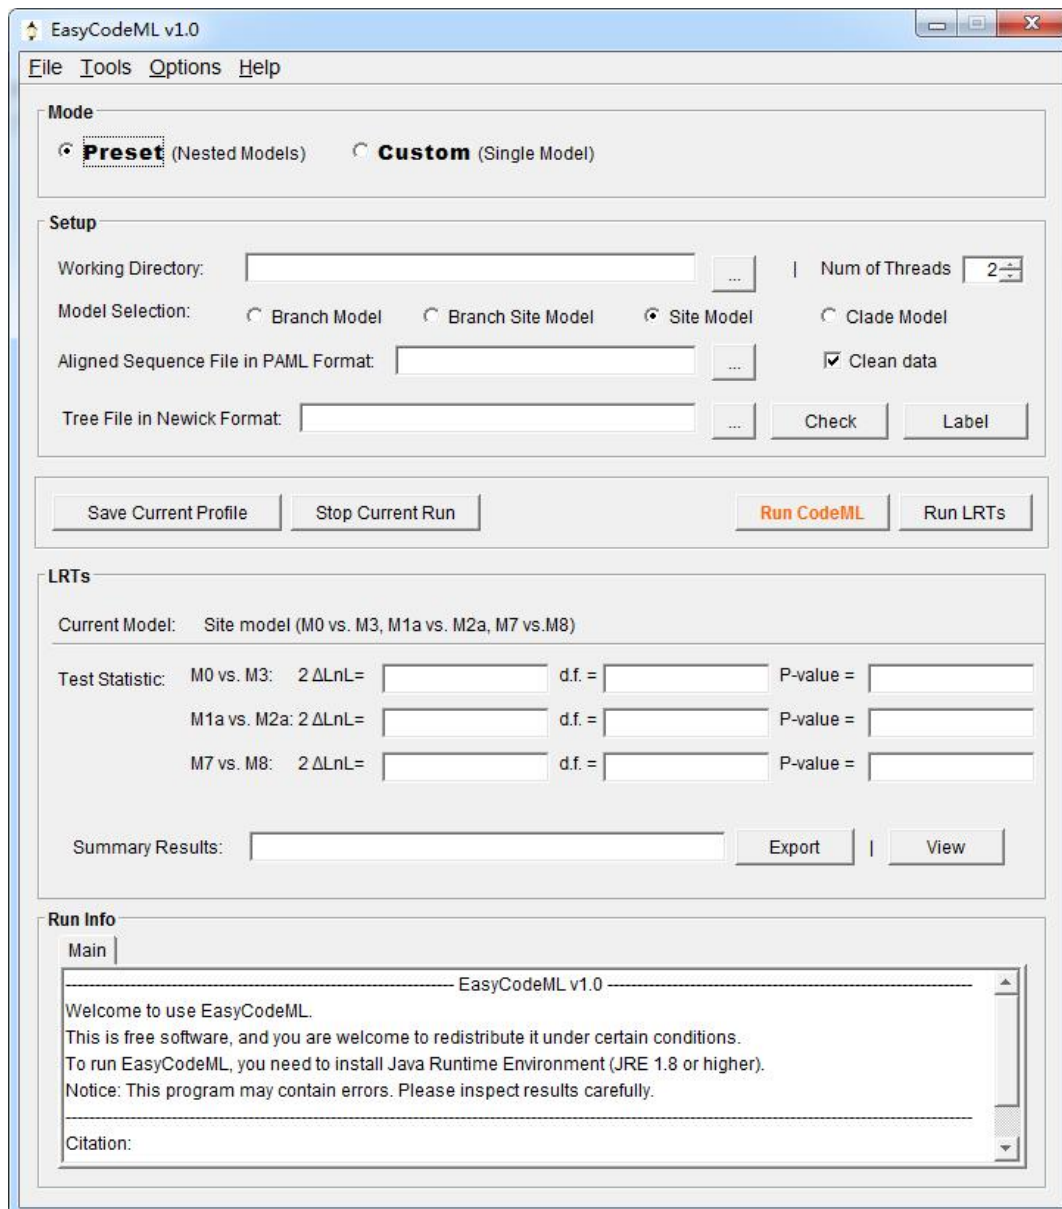 EasyCodeML v1.0
File Tools Options Help
Mode
Preset (Nested Models) Custom (Single Model)
Setup
Working Directory: ... | Num of Threads 2
Model Selection: Branch Model Branch Site Model Site Model Clade Model
Aligned Sequence File in PAML Format: ... Clean data
Tree File in Newick Format: ... Check Label
Save Current Profile Stop Current Run Run CodeML Run LRTs
LRTs
Current Model: Site model (M0 vs. M3, M1a vs. M2a, M7 vs.M8)
Test Statistic: M0 vs. M3: 2 ΔLnL= d.f. = P-value =
M1a vs. M2a: 2 ΔLnL= d.f. = P-value =
M7 vs. M8: 2 ΔLnL= d.f. = P-value =
Summary Results: Export | View
Run Info
Main
------------------------------------------------------------------ EasyCodeML v1.0 --------------------------------------------------------------
Welcome to use EasyCodeML.
This is free software, and you are welcome to redistribute it under certain conditions.
To run EasyCodeML, you need to install Java Runtime Environment (JRE 1.8 or higher).
Notice: This program may contain errors. Please inspect results carefully.
----------------------------------------------------------------------------------------------------------------------------------------------------------
Citation: